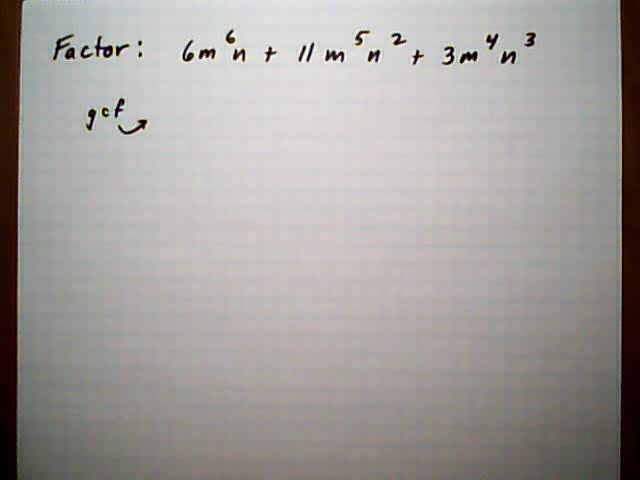 Factor: 6m⁶n + 11m⁵n² + 3m⁴n³
gcf